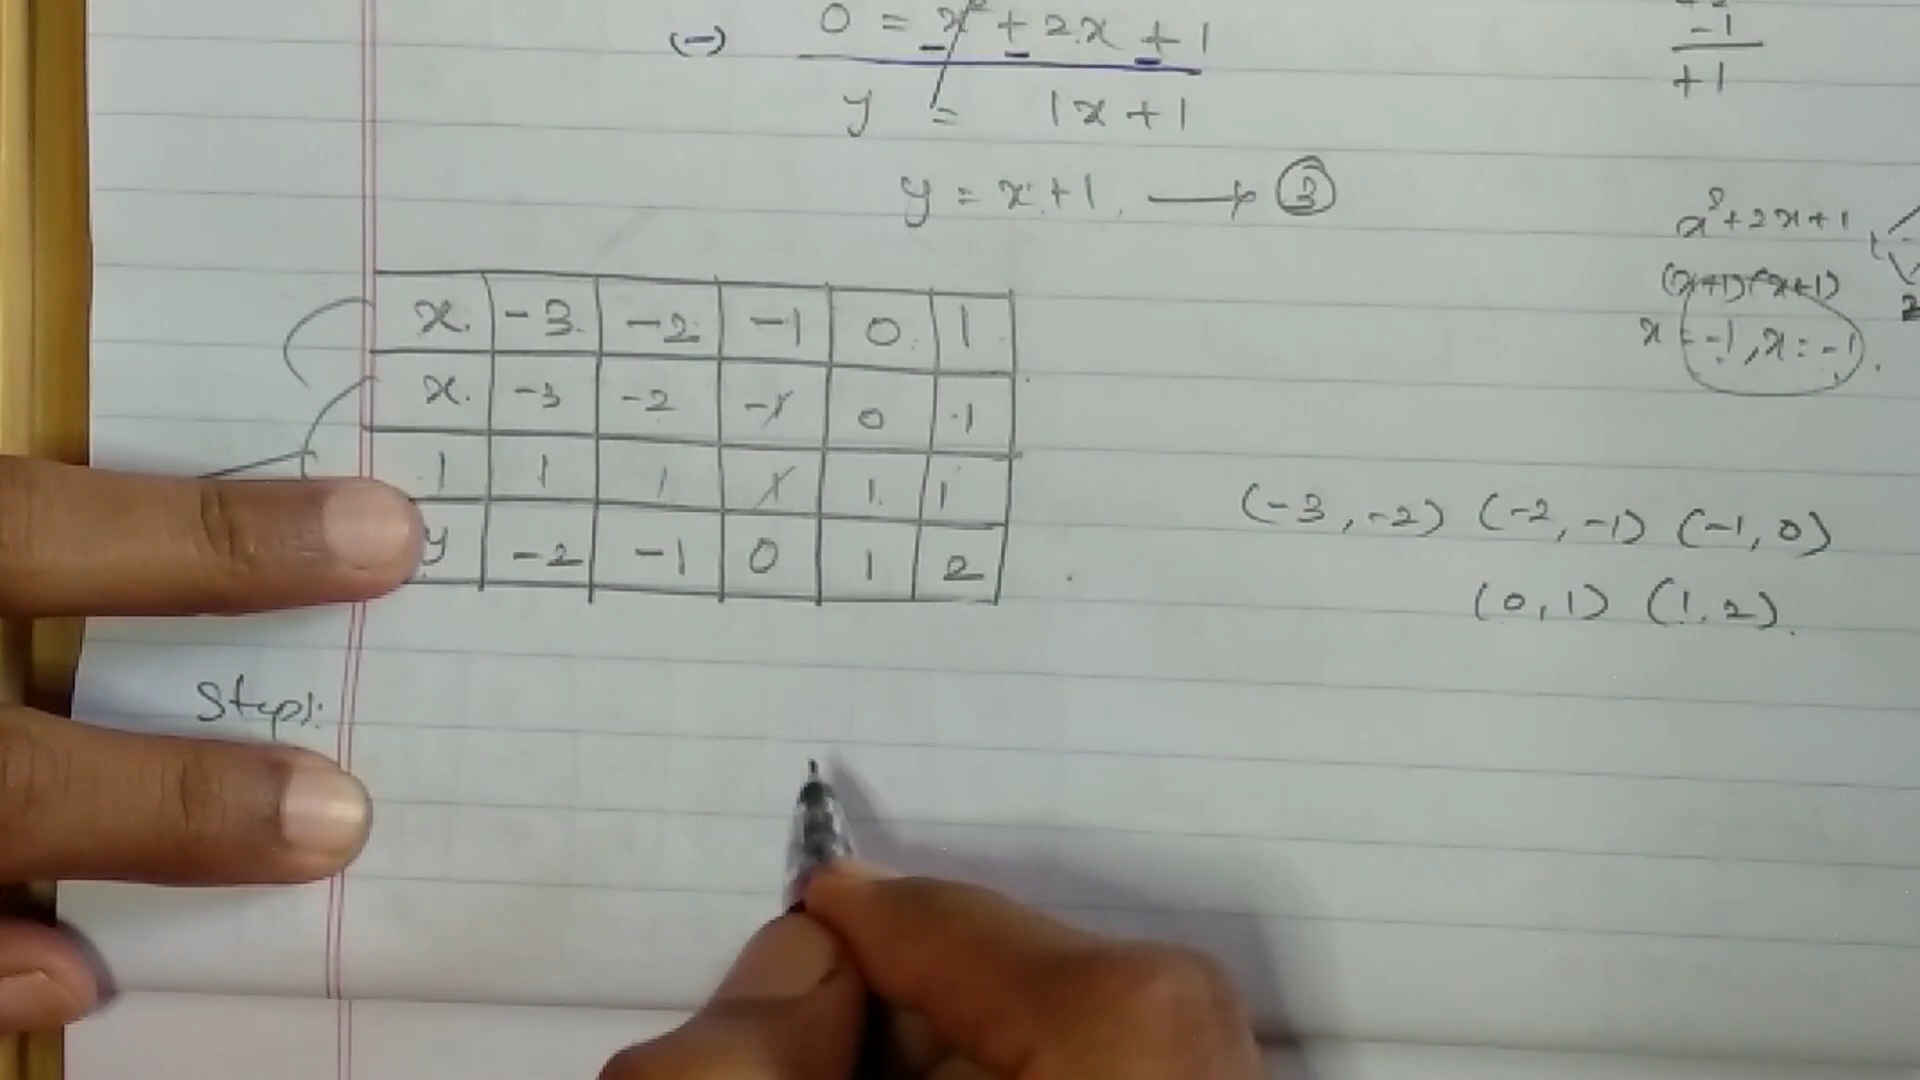 0 = x² + 2x + 1
(-)
y = 1x + 1
y = x + 1 → ③
-1
+1
x² + 2x + 1
(x+1)(x+1)
x = -1, x = -1
2
x -3 -2 -1 0 1
x -3 -2 -1 0 1
1 1 1 1 1 1
y -2 -1 0 1 2
(-3, -2) (-2, -1) (-1, 0)
(0, 1) (1, 2).
Step: